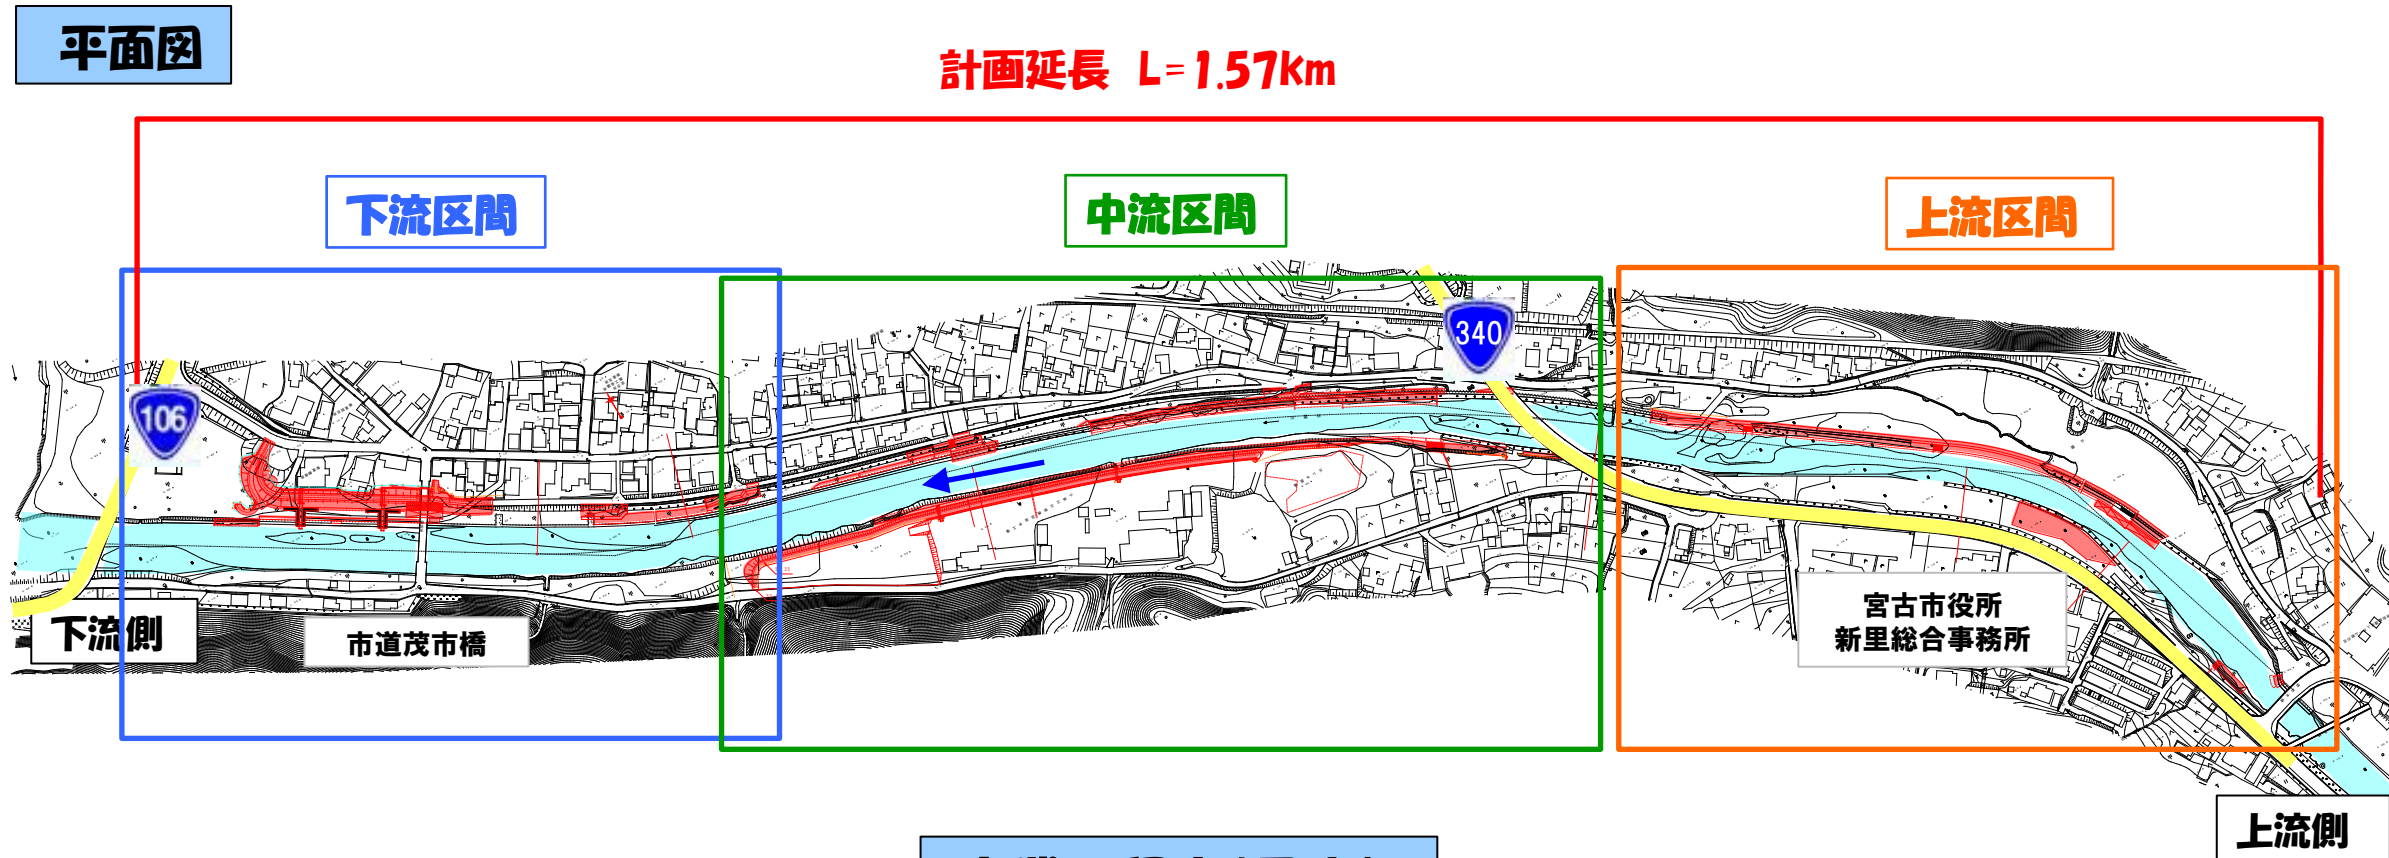 平面図
計画延長 L=1.57km
下流区間
中流区間
上流区間
340
106
下流側
市道茂市橋
宮古市役所
新里総合事務所
上流側